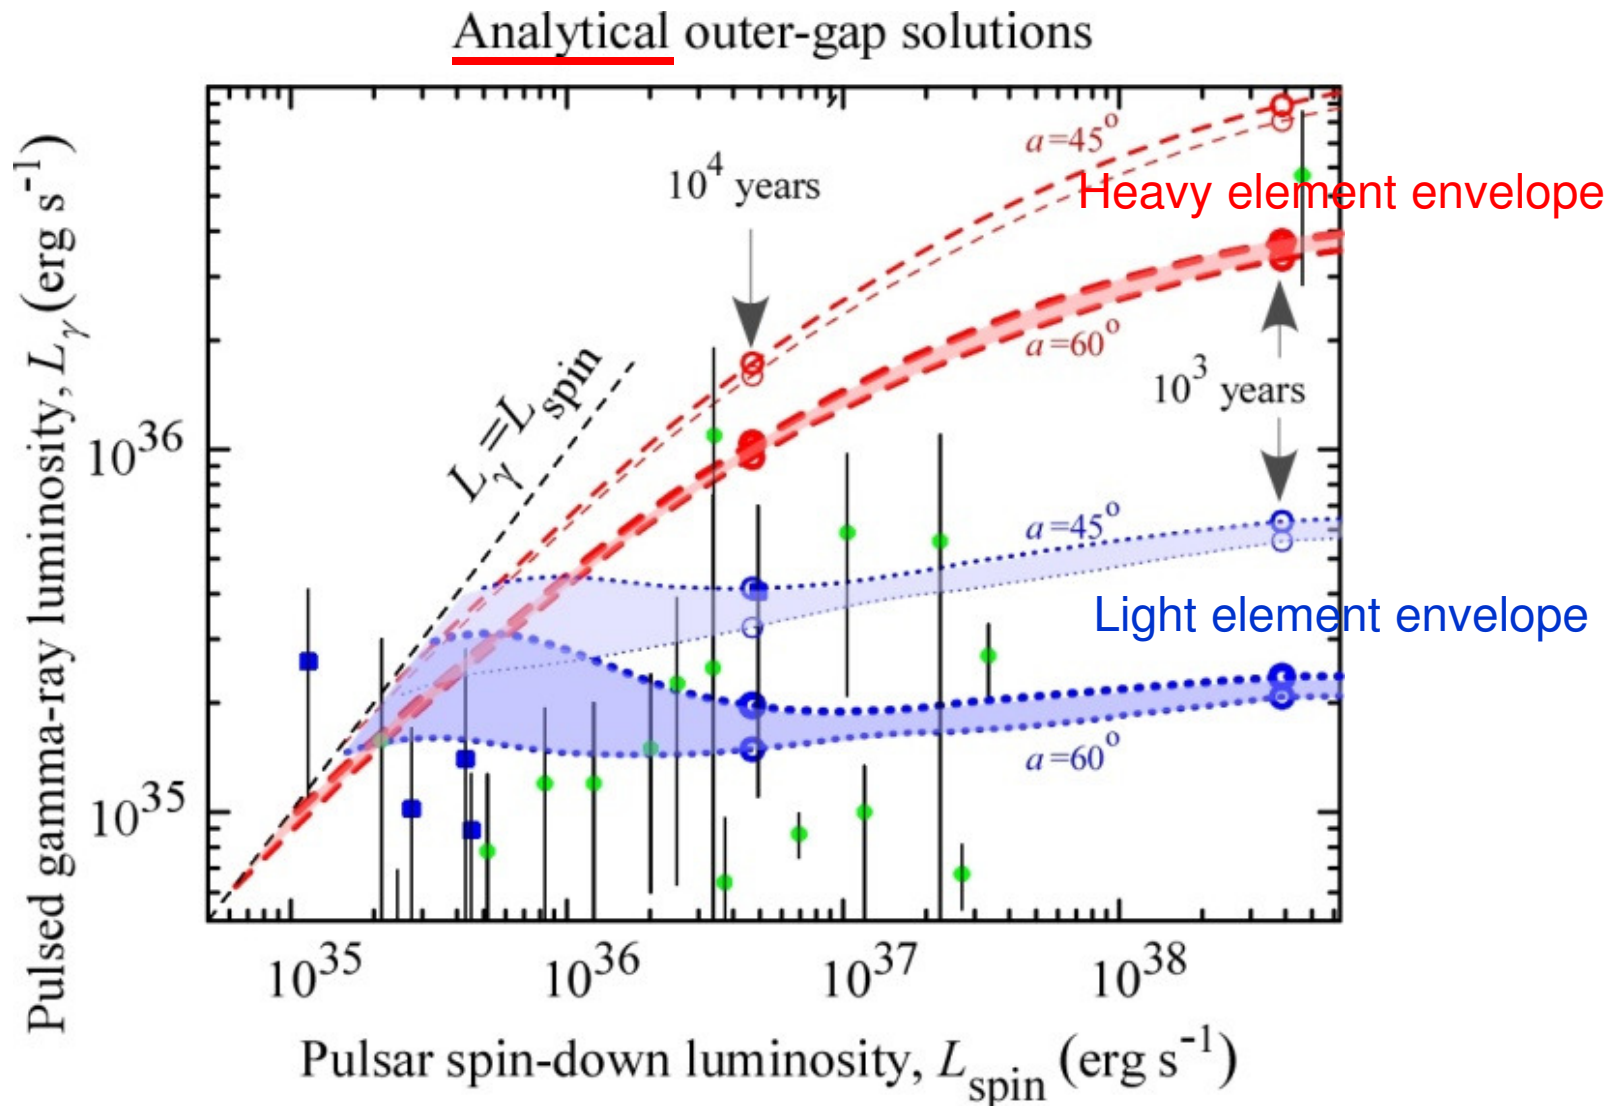 Analytical outer-gap solutions
Pulsed gamma-ray luminosity, Lγ (erg s⁻¹)
10³⁶
10³⁵
10⁴ years
a=45°
Heavy element envelope
a=60°
Lγ=Lspin
10³ years
a=45°
Light element envelope
a=60°
10³⁵ 10³⁶ 10³⁷ 10³⁸
Pulsar spin-down luminosity, Lspin (erg s⁻¹)